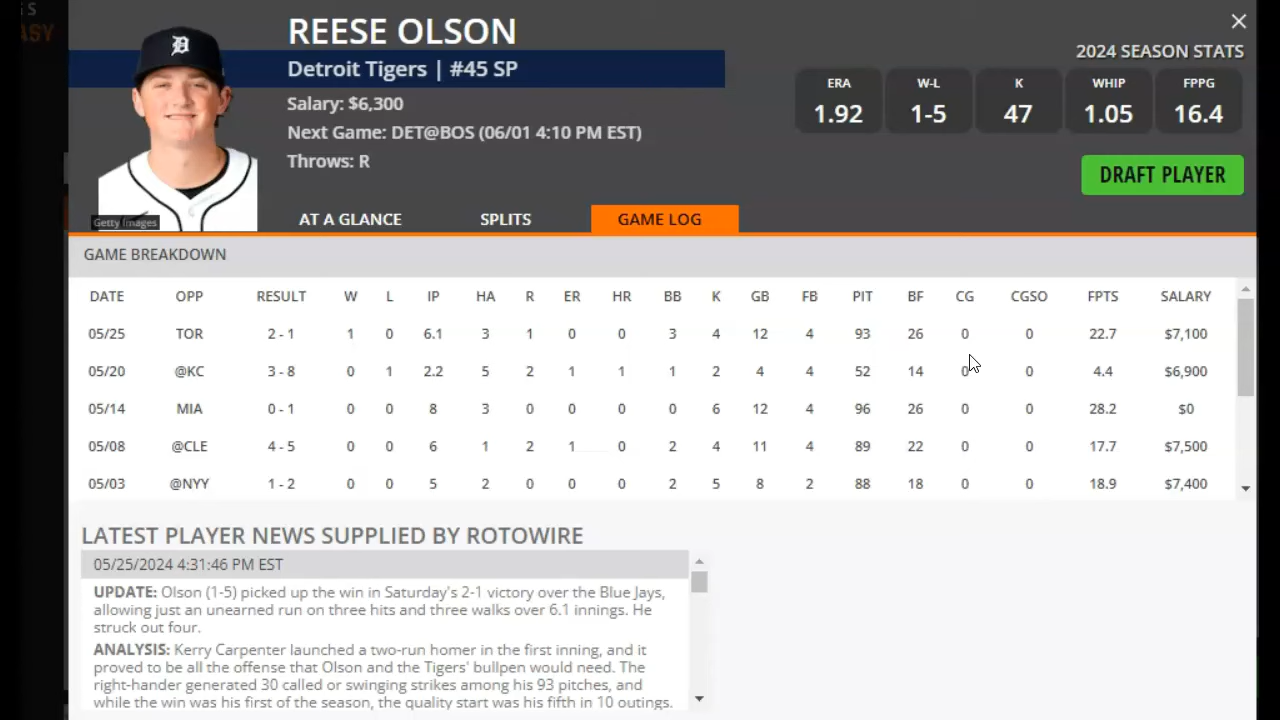 S
ASY
REESE OLSON
Detroit Tigers | #45 SP
Salary: $6,300
Next Game: DET@BOS (06/01 4:10 PM EST)
Throws: R
Getty Images
2024 SEASON STATS
ERA W-L K WHIP FPPG
1.92 1-5 47 1.05 16.4
DRAFT PLAYER
AT A GLANCE SPLITS GAME LOG
GAME BREAKDOWN
DATE OPP RESULT W L IP HA R ER HR BB K GB FB PIT BF CG CGSO FPTS SALARY
05/25 TOR 2 - 1 1 0 6.1 3 1 0 0 3 4 12 4 93 26 0 0 22.7 $7,100
05/20 @KC 3 - 8 0 1 2.2 5 2 1 1 1 2 4 4 52 14 0 0 4.4 $6,900
05/14 MIA 0 - 1 0 0 8 3 0 0 0 0 6 12 4 96 26 0 0 28.2 $0
05/08 @CLE 4 - 5 0 0 6 1 2 1 0 2 4 11 4 89 22 0 0 17.7 $7,500
05/03 @NYY 1 - 2 0 0 5 2 0 0 0 2 5 8 2 88 18 0 0 18.9 $7,400
LATEST PLAYER NEWS SUPPLIED BY ROTOWIRE
05/25/2024 4:31:46 PM EST
UPDATE: Olson (1-5) picked up the win in Saturday's 2-1 victory over the Blue Jays,
allowing just an unearned run on three hits and three walks over 6.1 innings. He
struck out four.
ANALYSIS: Kerry Carpenter launched a two-run homer in the first inning, and it
proved to be all the offense that Olson and the Tigers' bullpen would need. The
right-hander generated 30 called or swinging strikes among his 93 pitches, and
while the win was his first of the season, the quality start was his fifth in 10 outings.